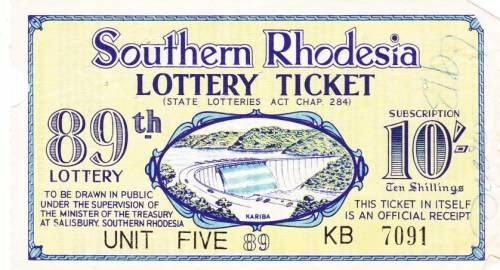 Southern Rhodesia
LOTTERY TICKET
(STATE LOTTERIES ACT CHAP. 284)
89th
LOTTERY
SUBSCRIPTION
10/-
Ten Shillings
TO BE DRAWN IN PUBLIC
UNDER THE SUPERVISION OF
THE MINISTER OF THE TREASURY
AT SALISBURY, SOUTHERN RHODESIA
KARIBA
THIS TICKET IN ITSELF
IS AN OFFICIAL RECEIPT
UNIT FIVE 89 KB 7091